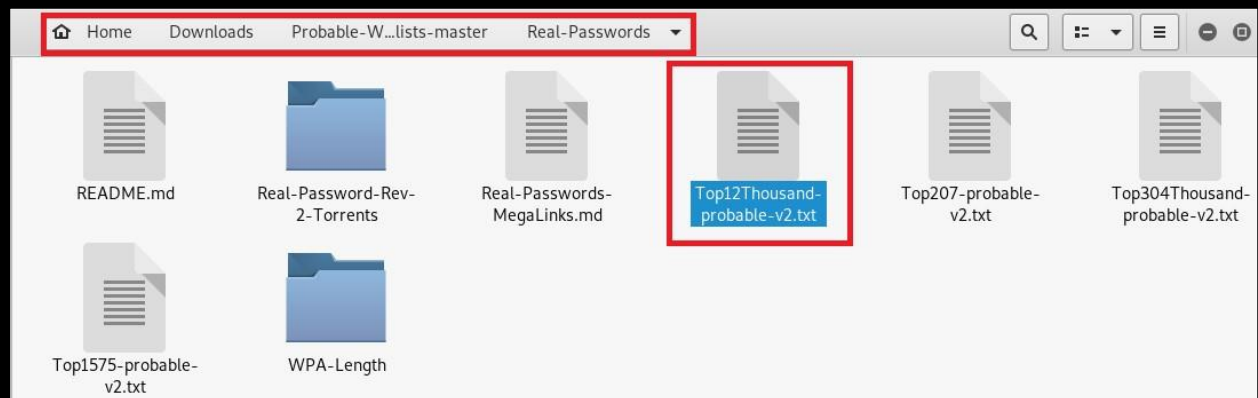 Home Downloads Probable-W...lists-master Real-Passwords
README.md
Real-Password-Rev-
2-Torrents
Real-Passwords-
MegaLinks.md
Top12Thousand-
probable-v2.txt
Top207-probable-
v2.txt
Top304Thousand-
probable-v2.txt
Top1575-probable-
v2.txt
WPA-Length